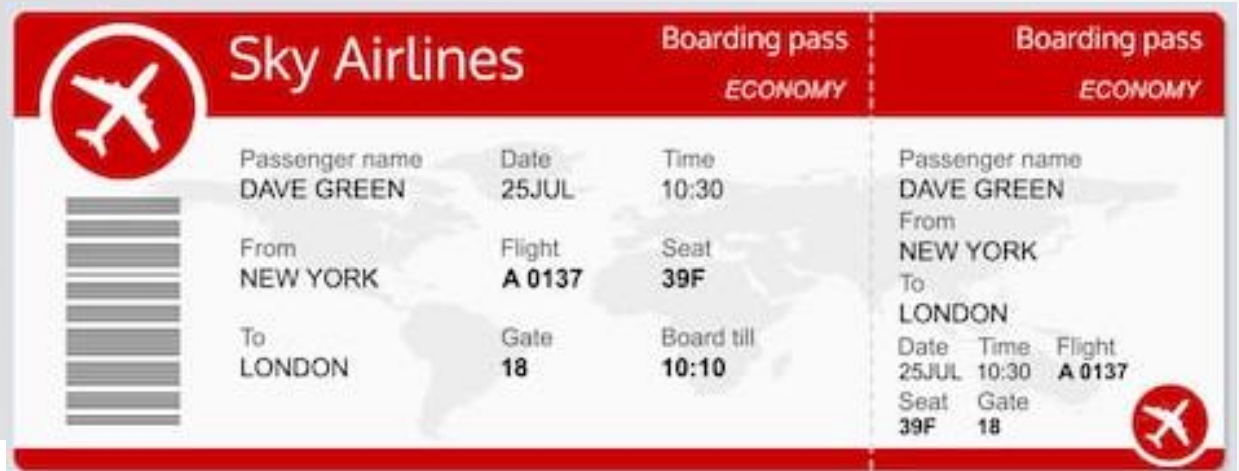 Sky Airlines
Boarding pass
ECONOMY
Passenger name Date Time
DAVE GREEN 25JUL 10:30
From Flight Seat
NEW YORK A 0137 39F
To Gate Board till
LONDON 18 10:10
Boarding pass
ECONOMY
Passenger name
DAVE GREEN
From
NEW YORK
To
LONDON
Date Time Flight
25JUL 10:30 A 0137
Seat Gate
39F 18